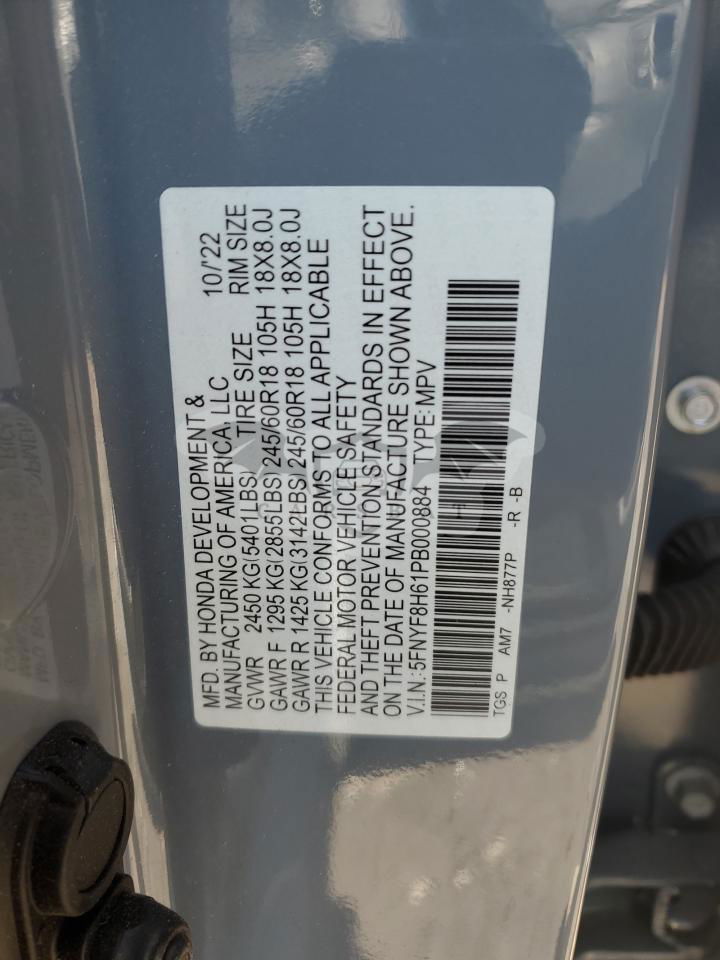 MFD. BY HONDA DEVELOPMENT & 10/'22
MANUFACTURING OF AMERICA, LLC
GVWR 2450 KG(5401LBS) TIRE SIZE RIM SIZE
GAWR F 1295 KG(2855LBS) 245/60R18 105H 18X8.0J
GAWR R 1425 KG(3142LBS) 245/60R18 105H 18X8.0J
THIS VEHICLE CONFORMS TO ALL APPLICABLE
FEDERAL MOTOR VEHICLE SAFETY
AND THEFT PREVENTION STANDARDS IN EFFECT
ON THE DATE OF MANUFACTURE SHOWN ABOVE.
V.I.N.:5FNYF8H61PB000884 TYPE: MPV
TGS P AM7 -NH877P -R -B